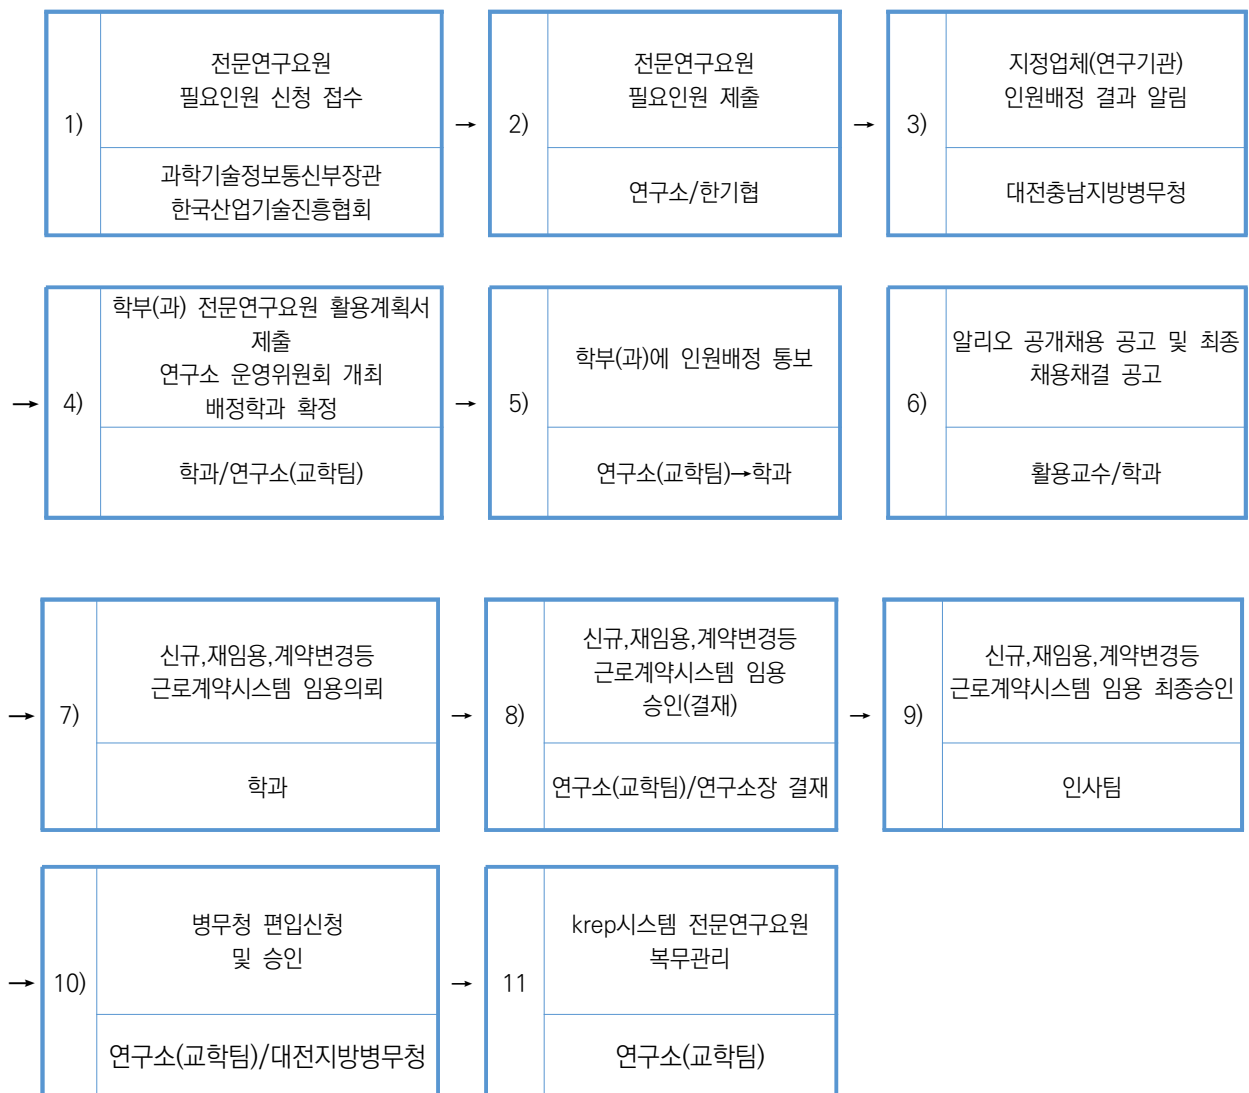 1)
전문연구요원
필요인원 신청 접수
과학기술정보통신부장관
한국산업기술진흥협회
→
2)
전문연구요원
필요인원 제출
연구소/한기협
→
3)
지정업체(연구기관)
인원배정 결과 알림
대전충남지방병무청
→
4)
학부(과) 전문연구요원 활용계획서
제출
연구소 운영위원회 개최
배정학과 확정
학과/연구소(교학팀)
→
5)
학부(과)에 인원배정 통보
연구소(교학팀)→학과
6)
알리오 공개채용 공고 및 최종
채용채결 공고
활용교수/학과
→
7)
신규,재임용,계약변경등
근로계약시스템 임용의뢰
학과
→
8)
신규,재임용,계약변경등
근로계약시스템 임용
승인(결재)
연구소(교학팀)/연구소장 결재
→
9)
신규,재임용,계약변경등
근로계약시스템 임용 최종승인
인사팀
→
10)
병무청 편입신청
및 승인
연구소(교학팀)/대전지방병무청
→
11
krep시스템 전문연구요원
복무관리
연구소(교학팀)